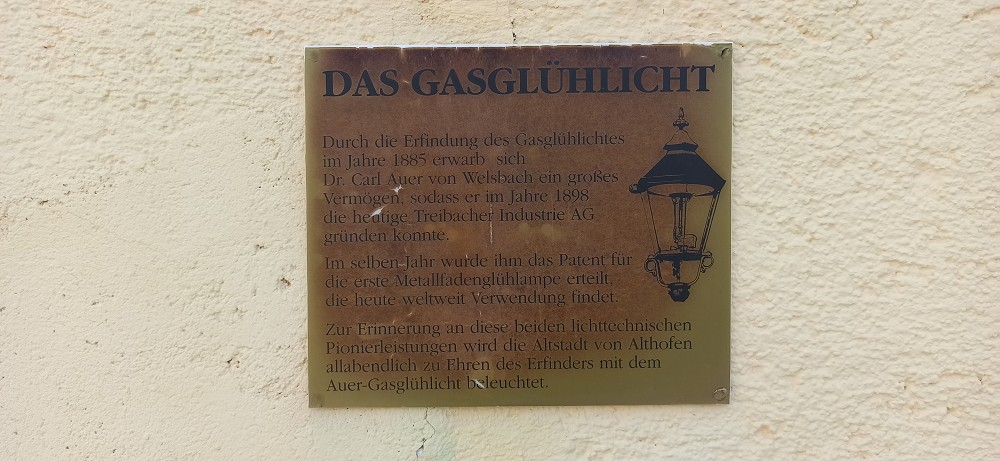 DAS GASGLÜHLICHT
Durch die Erfindung des Gasglühlichtes
im Jahre 1885 erwarb sich
Dr. Carl Auer von Welsbach ein großes
Vermögen, sodass er im Jahre 1898
die heutige Treibacher Industrie AG
gründen konnte.
Im selben Jahr wurde ihm das Patent für
die erste Metallfadenglühlampe erteilt,
die heute weltweit Verwendung findet.
Zur Erinnerung an diese beiden lichttechnischen
Pionierleistungen wird die Altstadt von Althofen
allabendlich zu Ehren des Erfinders mit dem
Auer-Gasglühlicht beleuchtet.